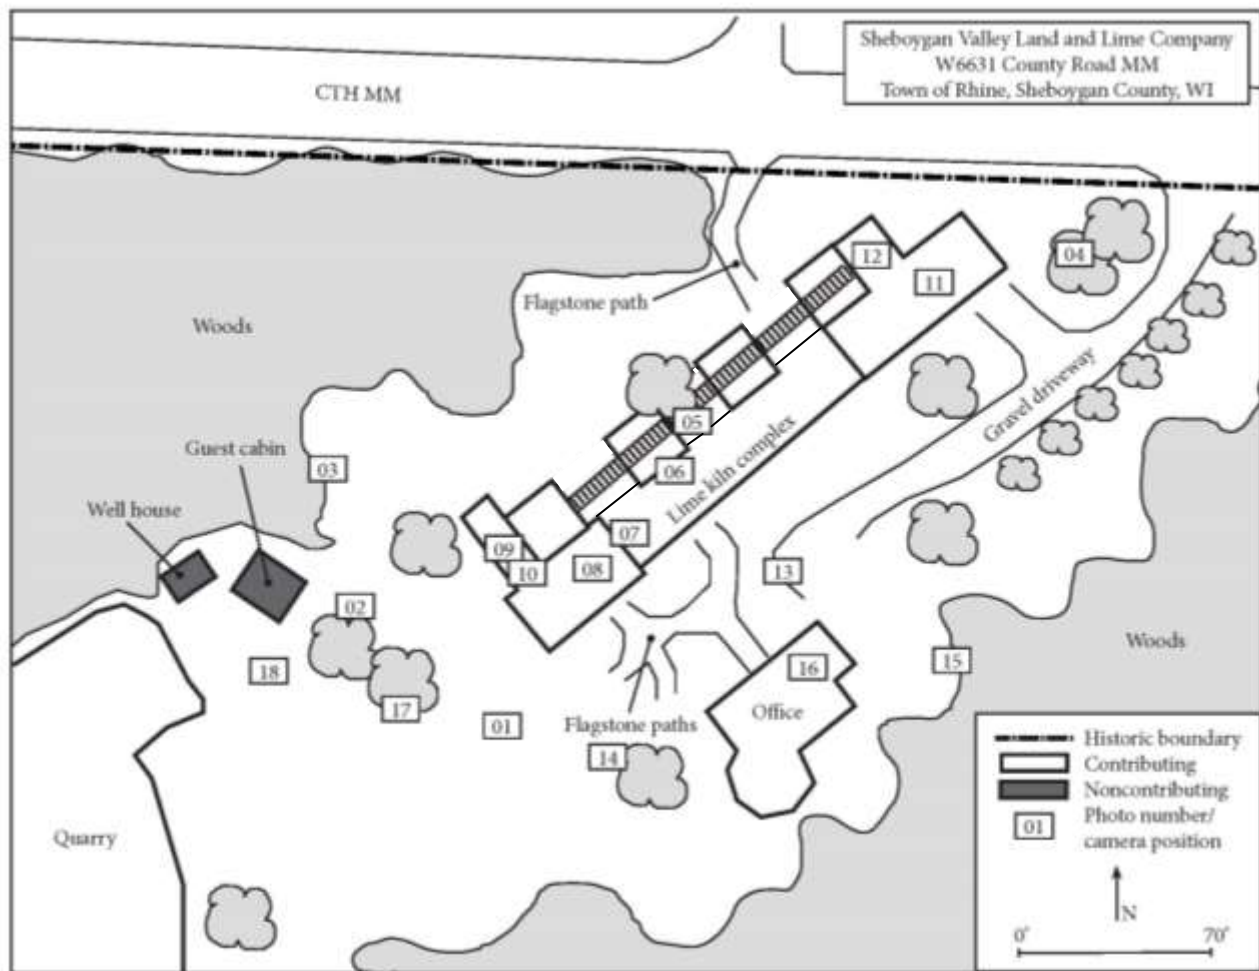 Sheboygan Valley Land and Lime Company
W6631 County Road MM
Town of Rhine, Sheboygan County, WI
CTH MM
12
04
11
Flagstone path
Woods
Gravel driveway
05
Guest cabin
03
06
Lime kiln complex
Well house
07
09
10
08
13
02
Woods
18
16
15
17
Office
01
Flagstone paths
14
Historic boundary
Contributing
Noncontributing
01
Photo number/
camera position
Quarry
N
0'
70'